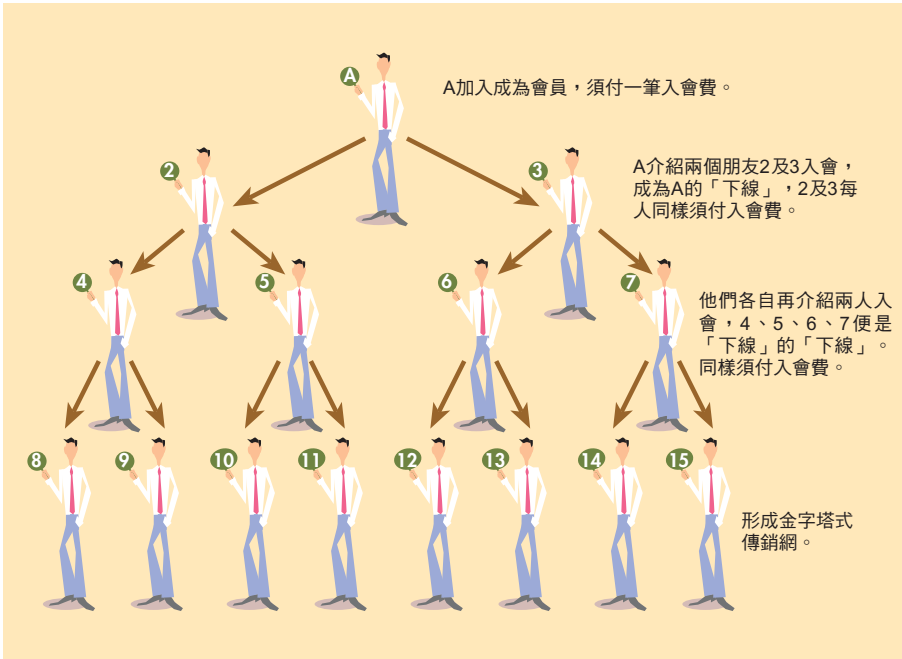 A
A加入成為會員，須付一筆入會費。
2
3
A介紹兩個朋友2及3入會，
成為A的「下線」，2及3每
人同樣須付入會費。
4
5
6
7
他們各自再介紹兩人入
會，4、5、6、7便是
「下線」的「下線」。
同樣須付入會費。
8
9
10
11
12
13
14
15
形成金字塔式
傳銷網。